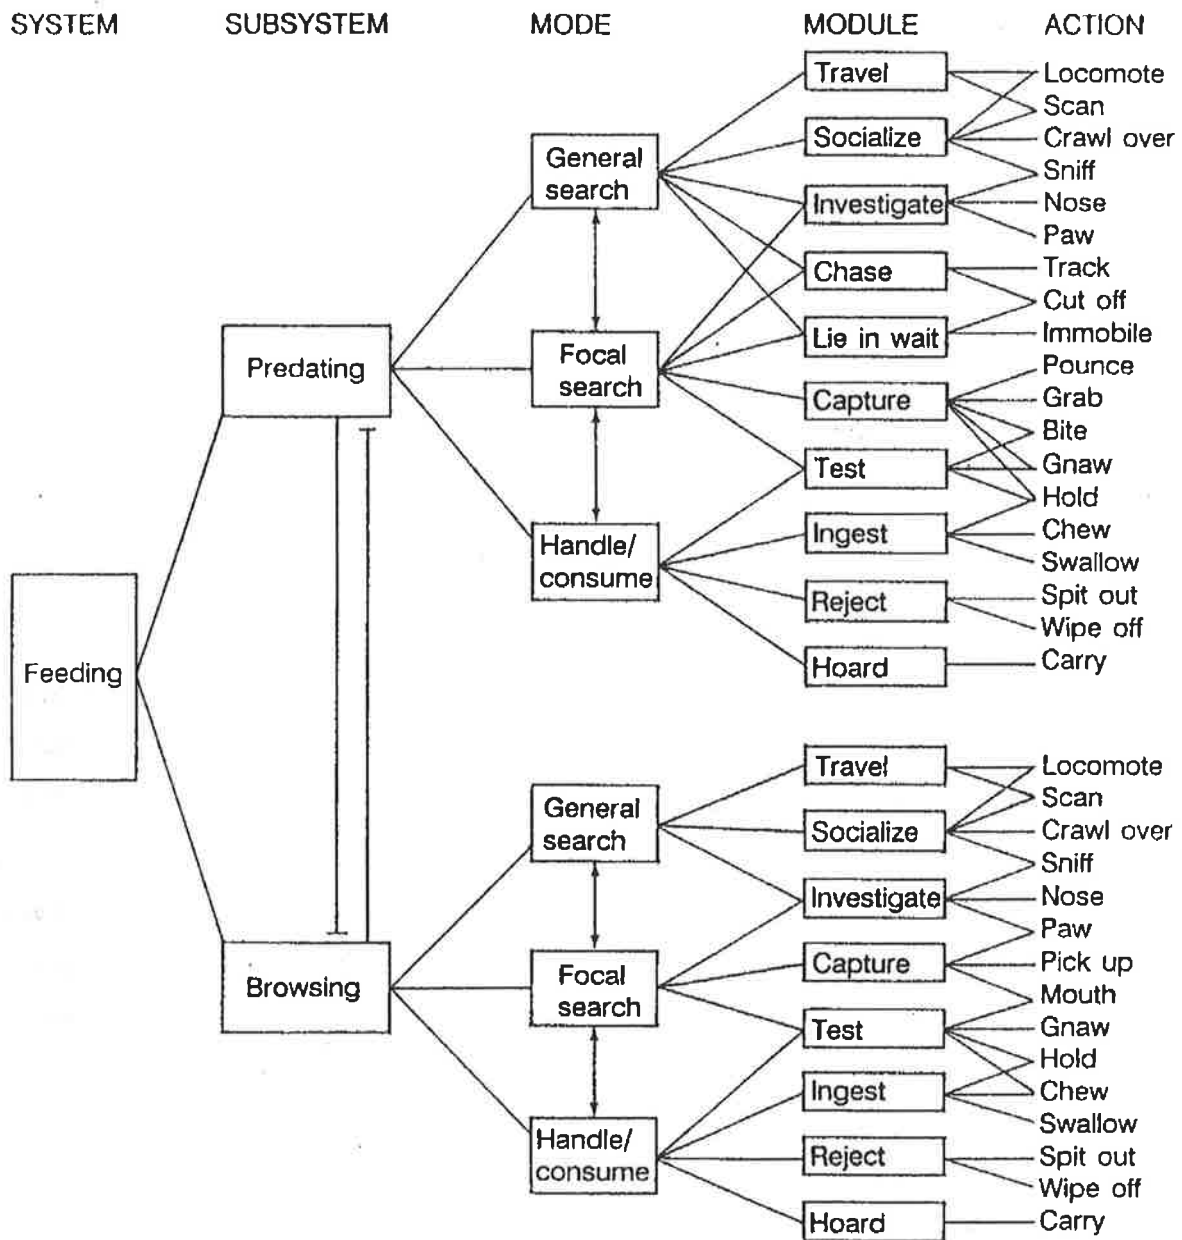 SYSTEM SUBSYSTEM MODE MODULE ACTION
Feeding
Predating
General
search
Focal
search
Handle/
consume
Travel
Socialize
Investigate
Chase
Lie in wait
Capture
Test
Ingest
Reject
Hoard
Locomote
Scan
Crawl over
Sniff
Nose
Paw
Track
Cut off
Immobile
Pounce
Grab
Bite
Gnaw
Hold
Chew
Swallow
Spit out
Wipe off
Carry
Browsing
General
search
Focal
search
Handle/
consume
Travel
Socialize
Investigate
Capture
Test
Ingest
Reject
Hoard
Locomote
Scan
Crawl over
Sniff
Nose
Paw
Pick up
Mouth
Gnaw
Hold
Chew
Swallow
Spit out
Wipe off
Carry